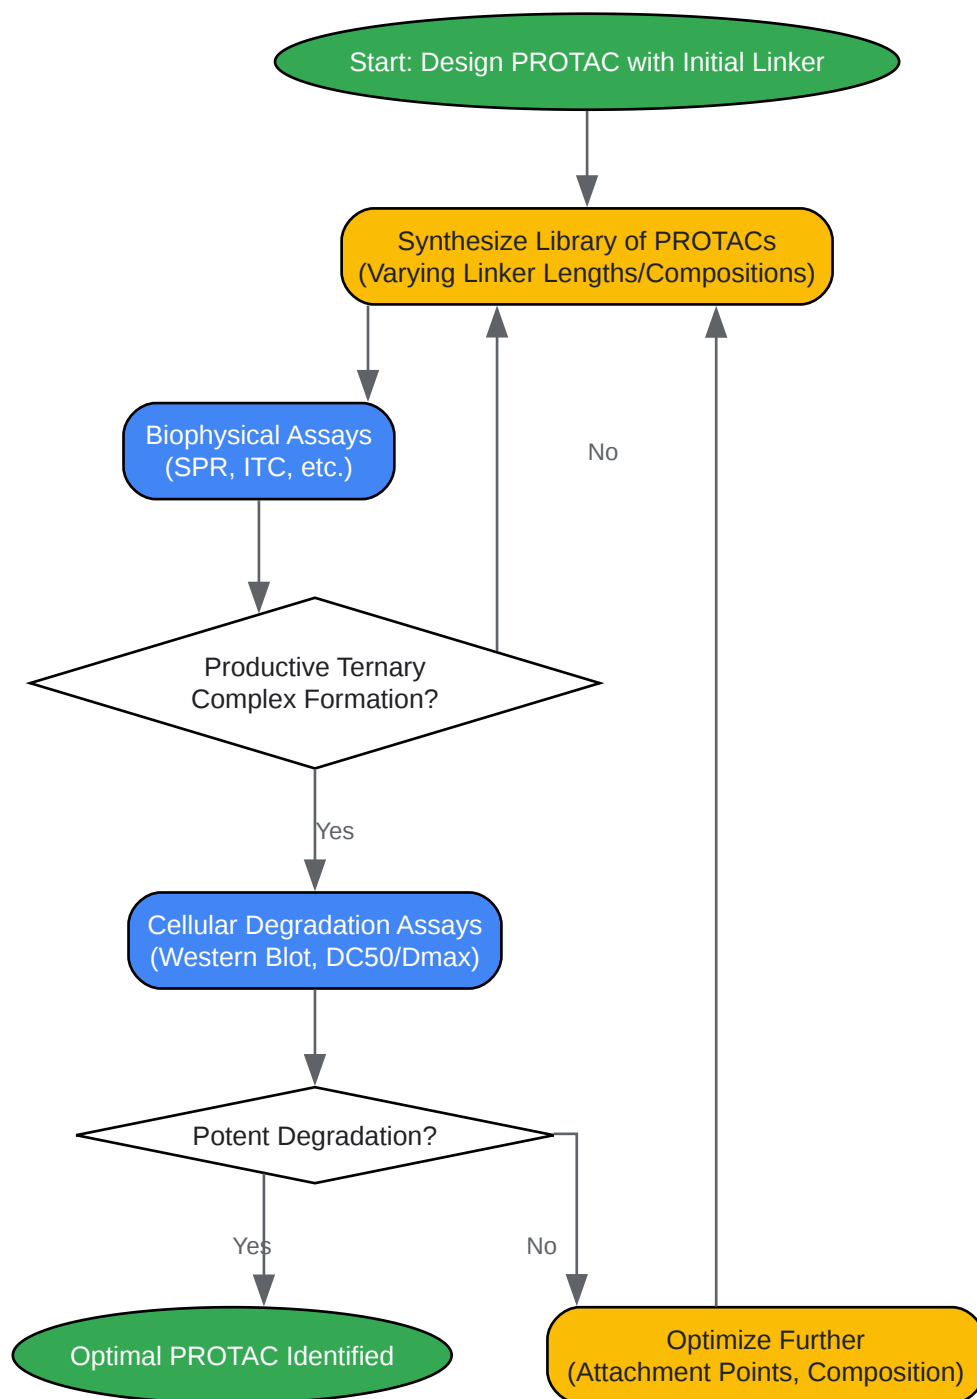 Start: Design PROTAC with Initial Linker
Synthesize Library of PROTACs
(Varying Linker Lengths/Compositions)
Biophysical Assays
(SPR, ITC, etc.)
No
Productive Ternary
Complex Formation?
Yes
Cellular Degradation Assays
(Western Blot, DC50/Dmax)
Potent Degradation?
Yes
No
Optimal PROTAC Identified
Optimize Further
(Attachment Points, Composition)